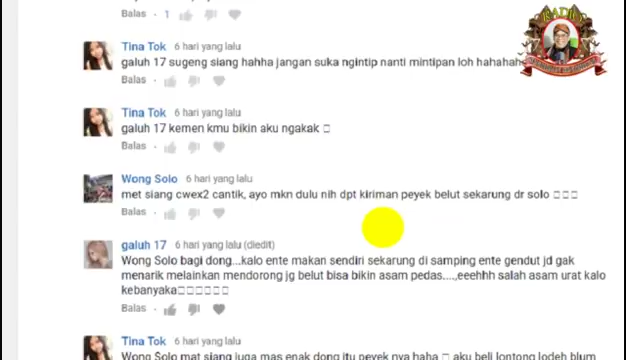 Balas · 1
Tina Tok 6 hari yang lalu
galuh 17 sugeng siang hahha jangan suka ngintip nanti mintipan loh hahahaha
Balas ·
Tina Tok 6 hari yang lalu
galuh 17 kemen kmu bikin aku ngakak
Balas ·
Wong Solo 6 hari yang lalu
met siang cwex2 cantik, ayo mkn dulu nih dpt kiriman peyek belut sekarung dr solo
Balas ·
galuh 17 6 hari yang lalu (diedit)
Wong Solo bagi dong...kalo ente makan sendiri sekarung di samping ente gendut jd gak
menarik melainkan mendorong jg belut bisa bikin asam pedas....,eeehhh salah asam urat kalo
kebanyaka
Balas ·
Tina Tok 6 hari yang lalu
Wong Solo mat siang juga mas enak dong itu peyek nya haha aku beli lontong lodeh blum